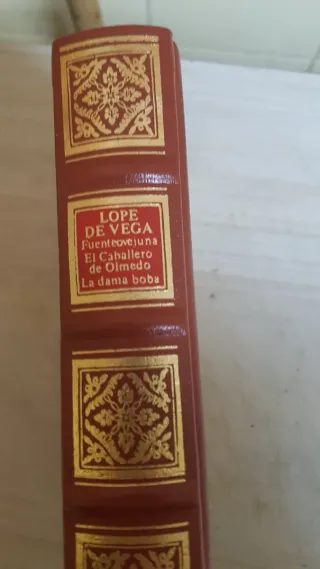 LOPE
DE VEGA
Fuenteovejuna
El Caballero
de Olmedo
La dama boba